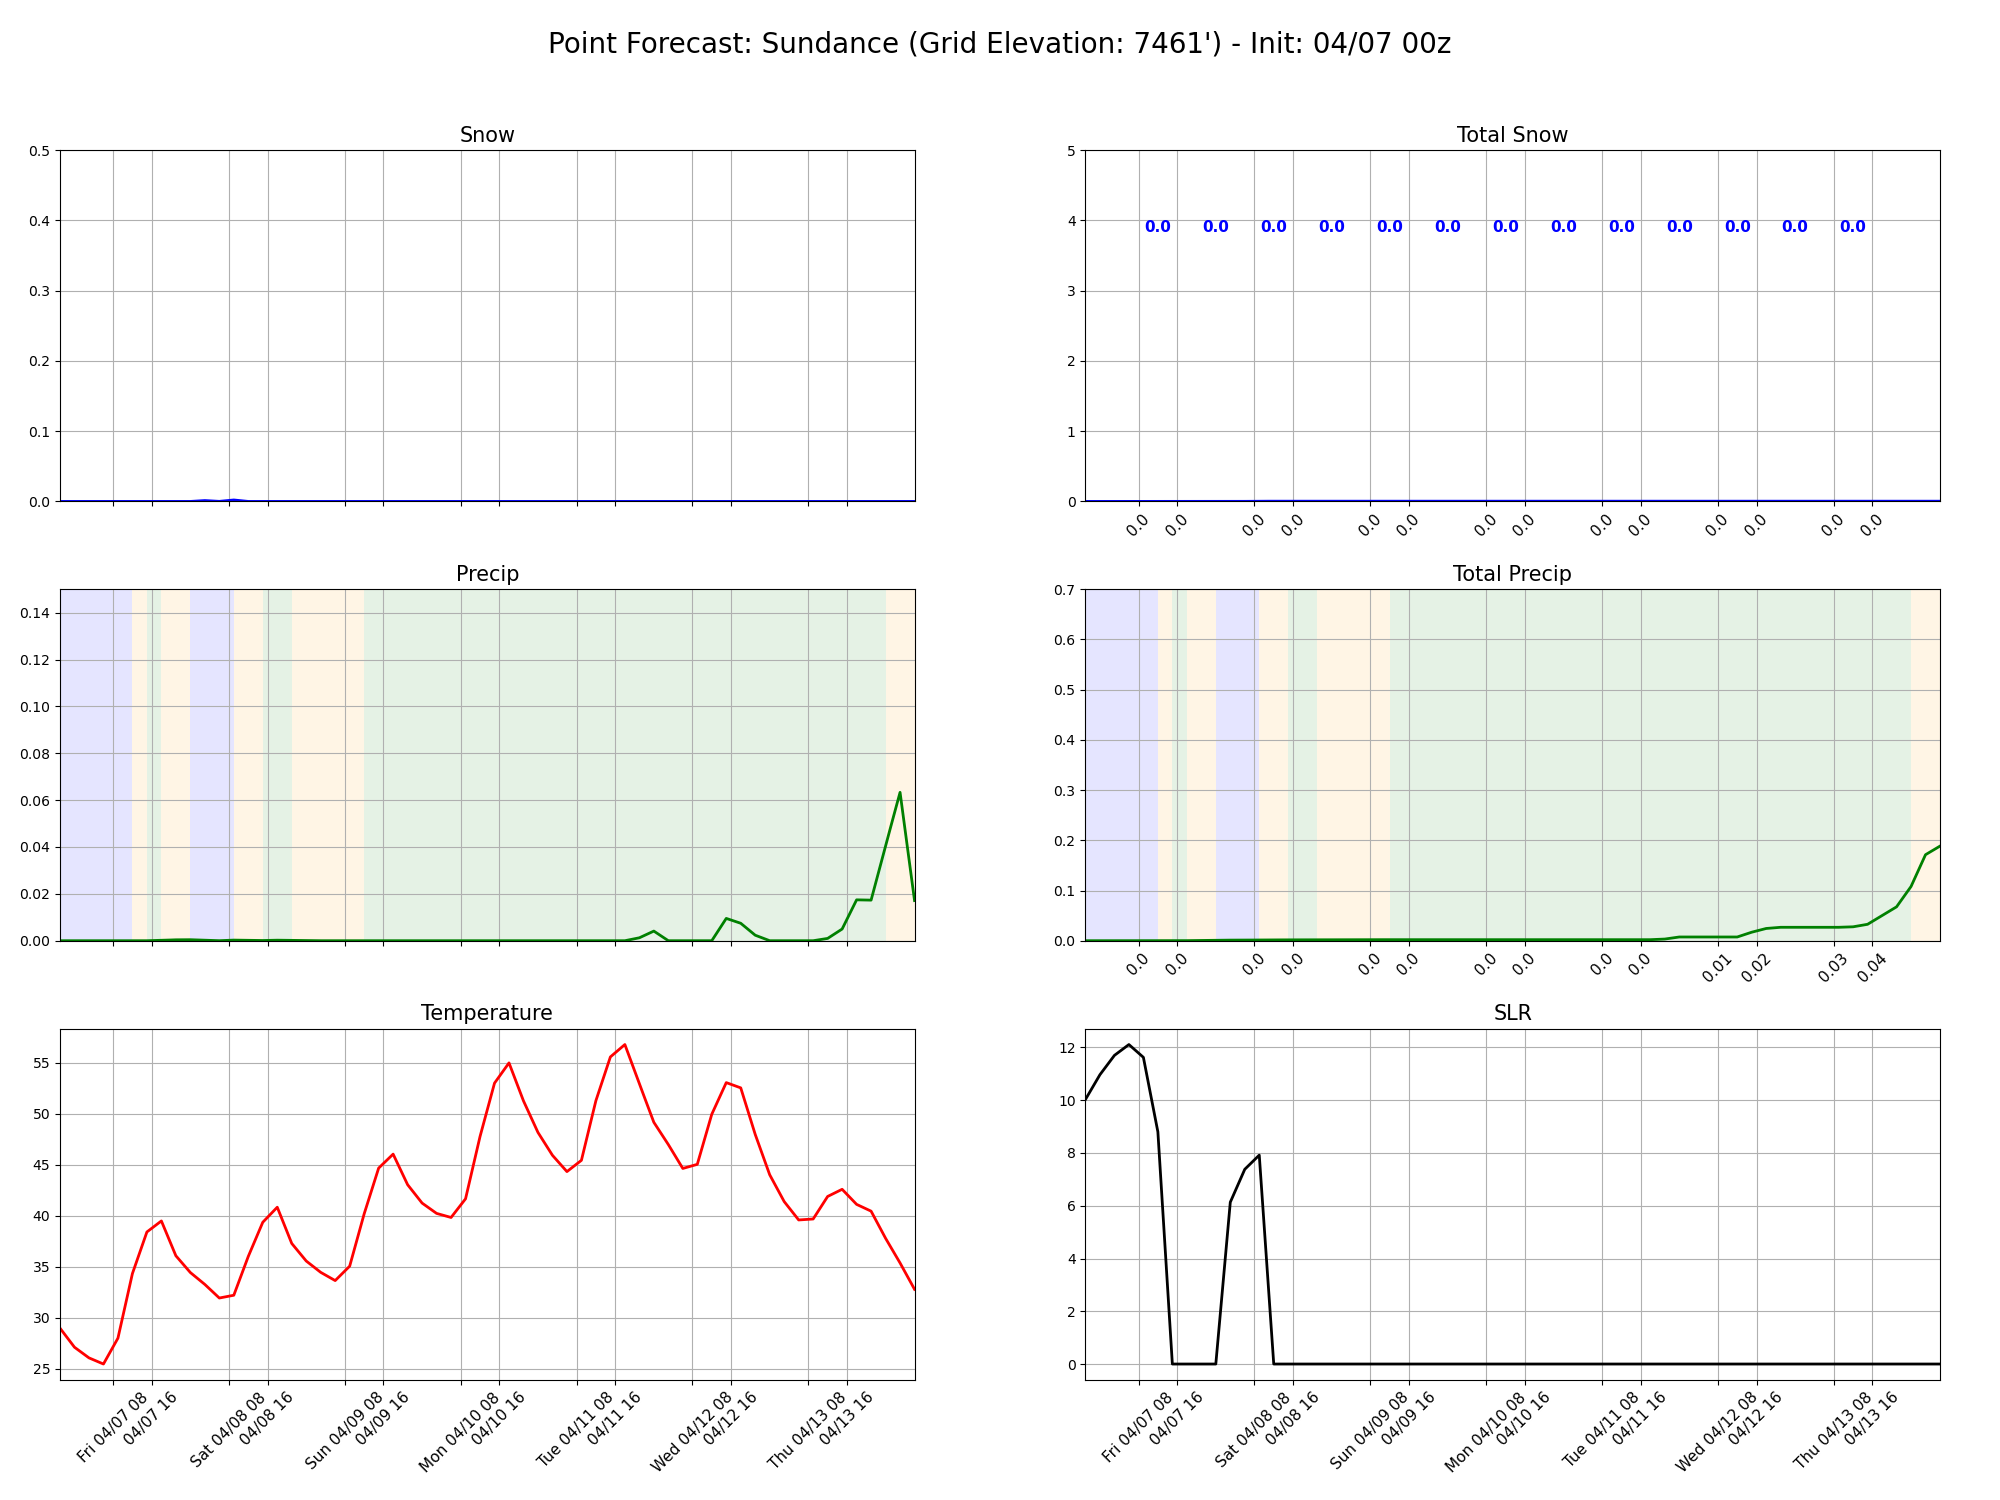 Point Forecast: Sundance (Grid Elevation: 7461') - Init: 04/07 00z
Snow
0.5
0.4
0.3
0.2
0.1
0.0
Total Snow
5
4
3
2
1
0
0.0 0.0 0.0 0.0 0.0 0.0 0.0 0.0 0.0 0.0 0.0 0.0 0.0
0.0 0.0 0.0 0.0 0.0 0.0 0.0 0.0 0.0 0.0 0.0 0.0 0.0 0.0
Precip
0.14
0.12
0.10
0.08
0.06
0.04
0.02
0.00
Total Precip
0.7
0.6
0.5
0.4
0.3
0.2
0.1
0.0
0.0 0.0 0.0 0.0 0.0 0.0 0.0 0.0 0.0 0.0 0.01 0.02 0.03 0.04
Temperature
55
50
45
40
35
30
25
Fri 04/07 08
04/07 16
Sat 04/08 08
04/08 16
Sun 04/09 08
04/09 16
Mon 04/10 08
04/10 16
Tue 04/11 08
04/11 16
Wed 04/12 08
04/12 16
Thu 04/13 08
04/13 16
SLR
12
10
8
6
4
2
0
Fri 04/07 08
04/07 16
Sat 04/08 08
04/08 16
Sun 04/09 08
04/09 16
Mon 04/10 08
04/10 16
Tue 04/11 08
04/11 16
Wed 04/12 08
04/12 16
Thu 04/13 08
04/13 16